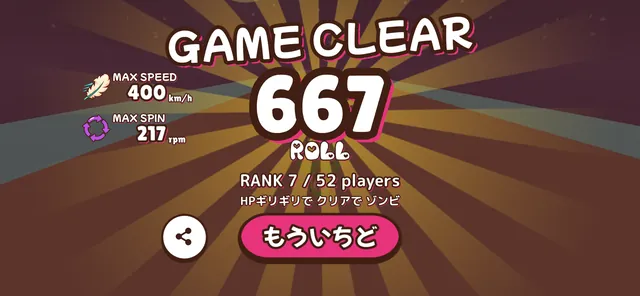 GAME CLEAR
667
ROLL
MAX SPEED
400 km/h
MAX SPIN
217 rpm
RANK 7 / 52 players
HPギリギリで クリアで ゾンビ
もういちど